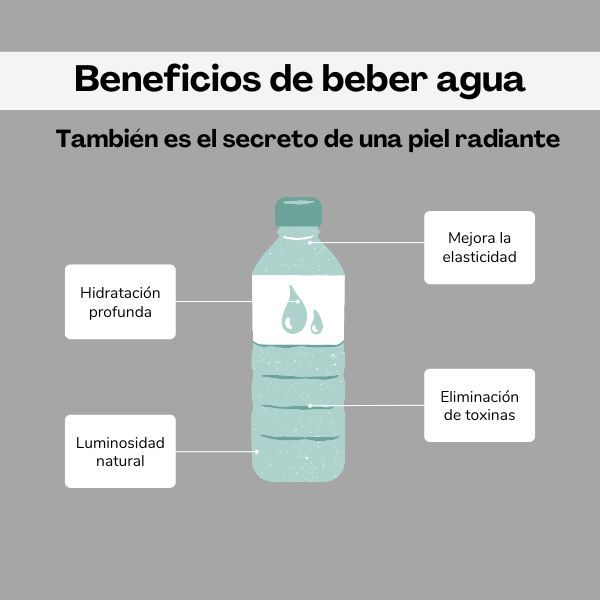 Beneficios de beber agua
También es el secreto de una piel radiante
Mejora la
elasticidad
Hidratación
profunda
Eliminación
de toxinas
Luminosidad
natural